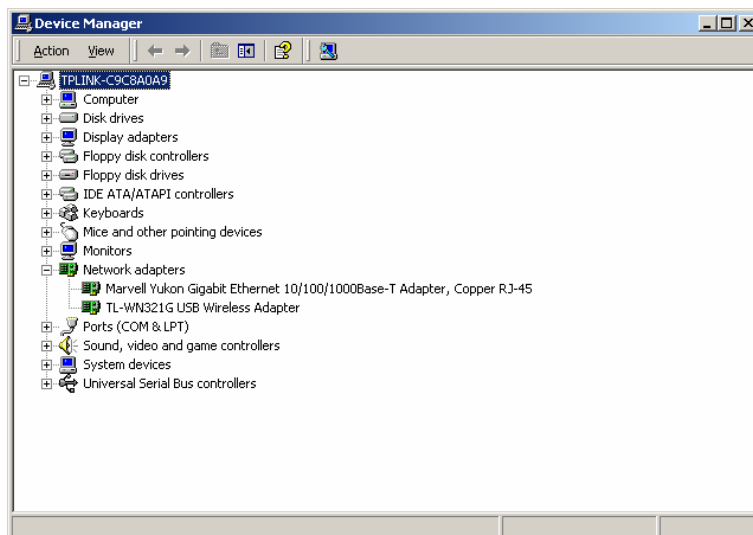 Device Manager
Action View
TPLINK-C9C8A0A9
Computer
Disk drives
Display adapters
Floppy disk controllers
Floppy disk drives
IDE ATA/ATAPI controllers
Keyboards
Mice and other pointing devices
Monitors
Network adapters
Marvell Yukon Gigabit Ethernet 10/100/1000Base-T Adapter, Copper RJ-45
TL-WN321G USB Wireless Adapter
Ports (COM & LPT)
Sound, video and game controllers
System devices
Universal Serial Bus controllers